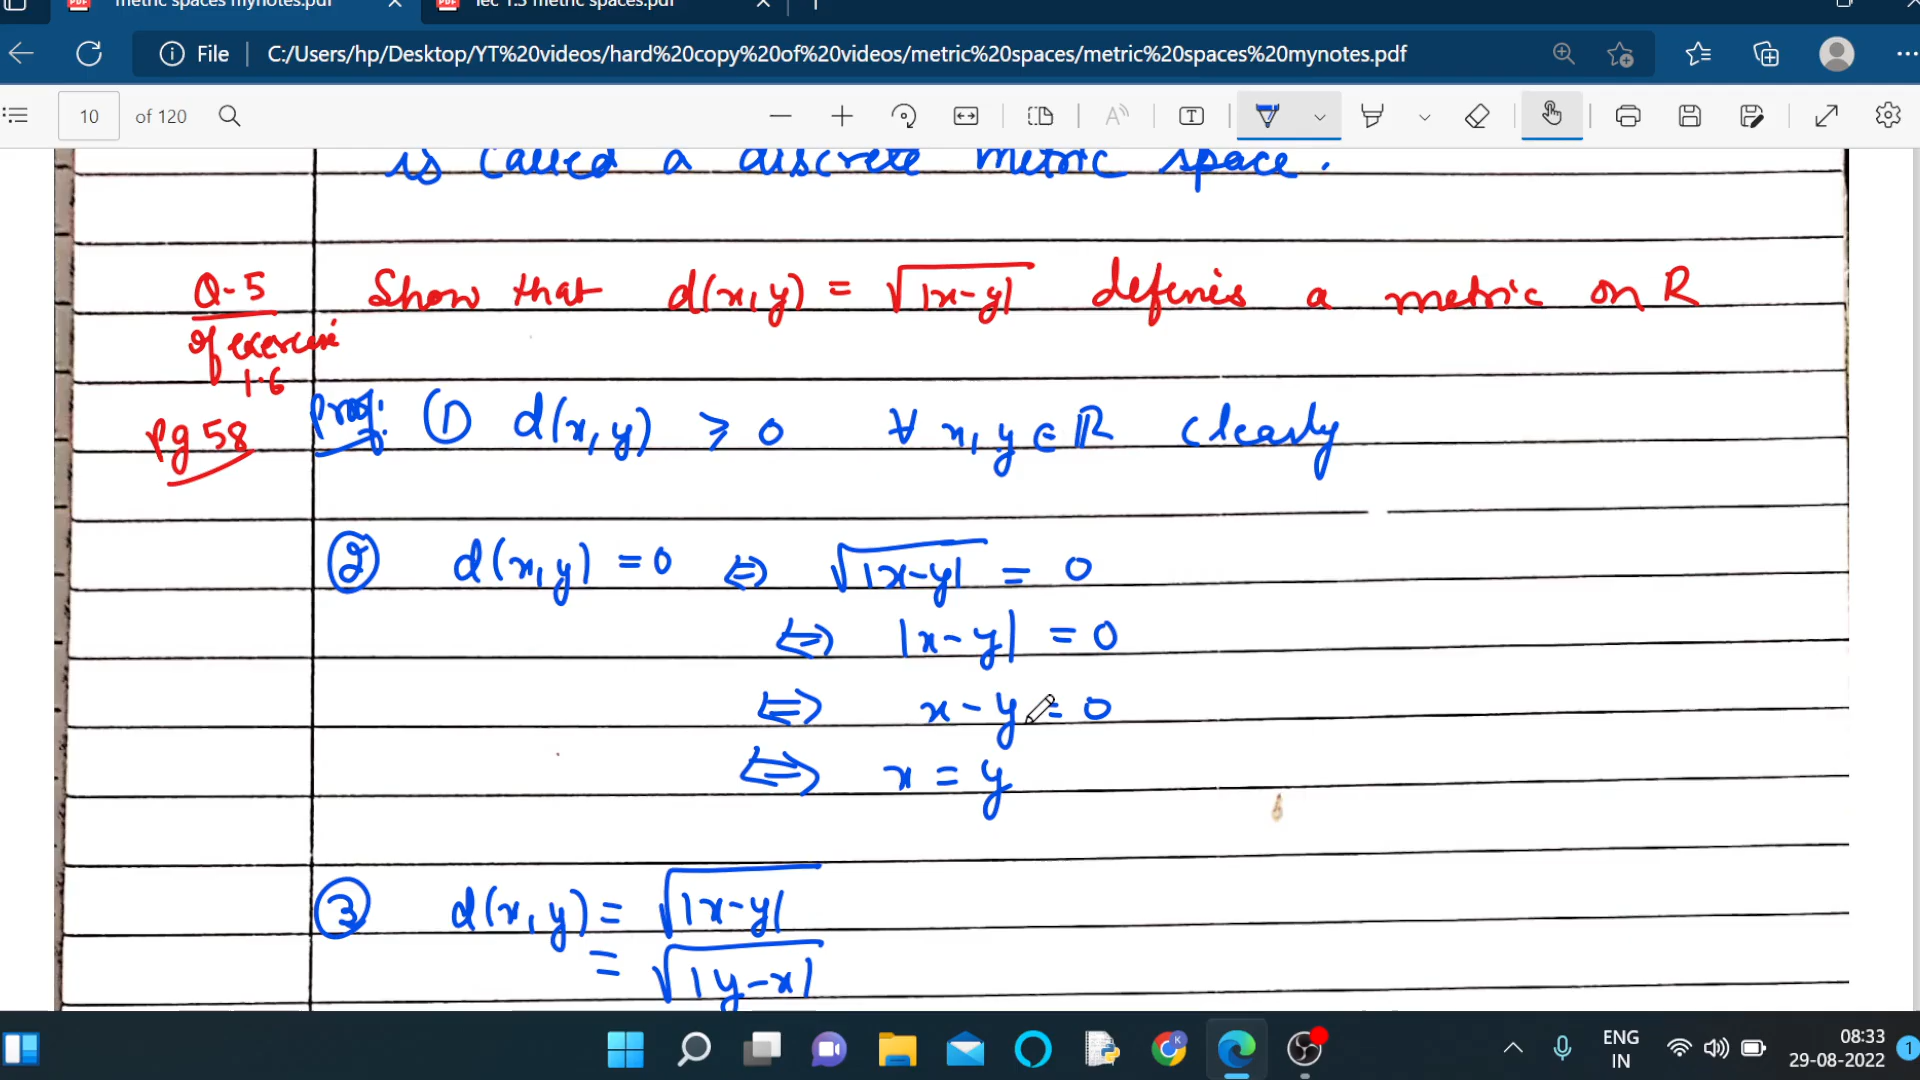 metric spaces mynotes.pdf
lec 1.3 metric spaces.pdf
File C:/Users/hp/Desktop/YT%20videos/hard%20copy%20of%20videos/metric%20spaces/metric%20spaces%20mynotes.pdf
10 of 120
is called a discrete metric space.
Q-5 Show that d(x,y) = √|x-y| defines a metric on R
of exercise
1.6
Pg 58
Proof: ① d(x,y) ≥ 0 ∀ x,y ∈ ℝ clearly
② d(x,y) = 0 ⇔ √|x-y| = 0
⇔ |x-y| = 0
⇔ x-y = 0
⇔ x = y
③ d(x,y) = √|x-y|
= √|y-x|
ENG
IN
08:33
29-08-2022
1